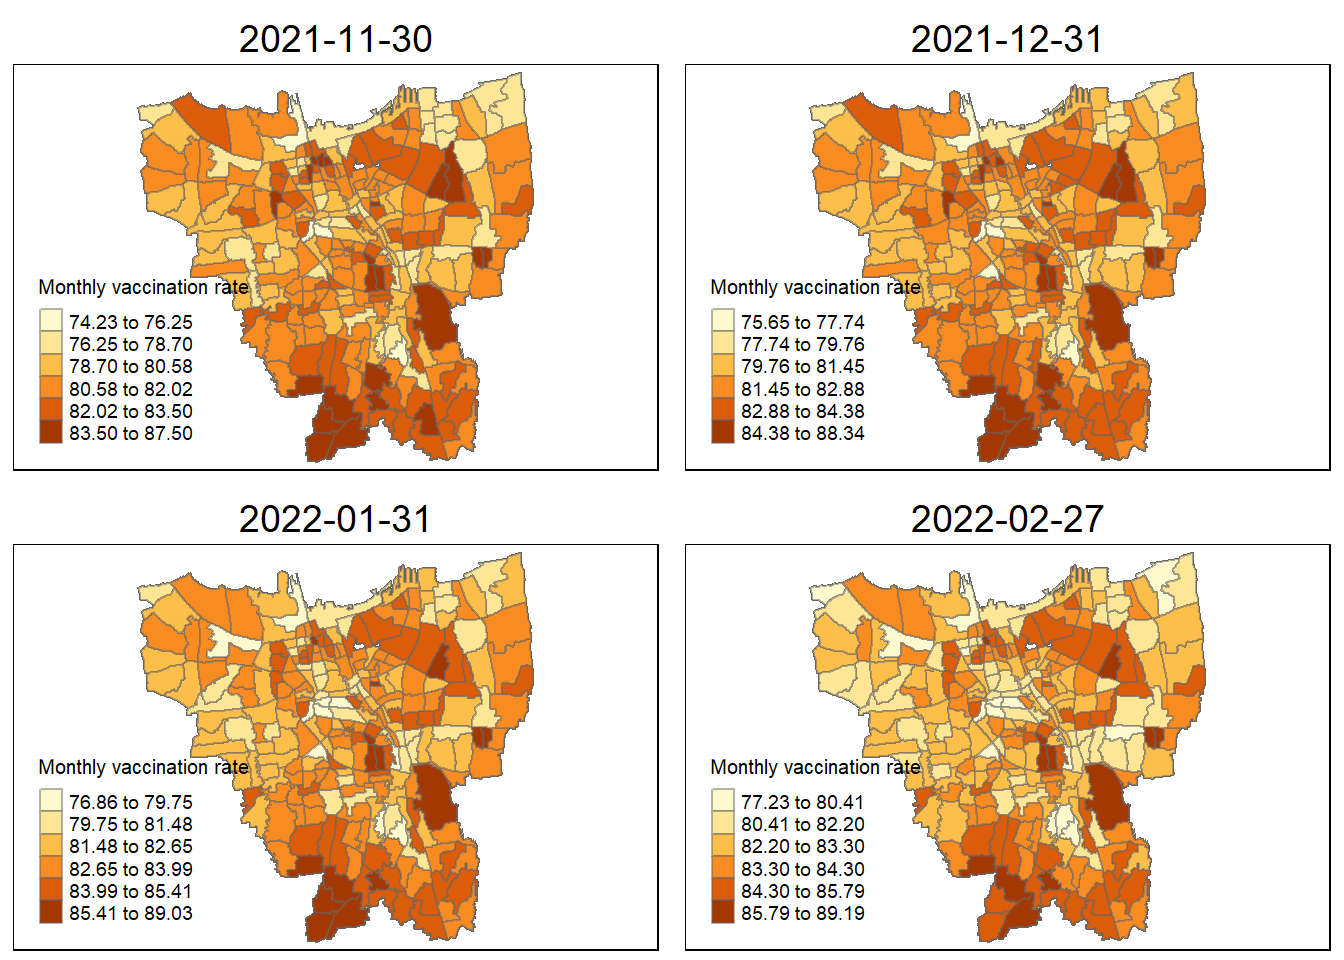 2021-11-30
Monthly vaccination rate
74.23 to 76.25
76.25 to 78.70
78.70 to 80.58
80.58 to 82.02
82.02 to 83.50
83.50 to 87.50
2021-12-31
Monthly vaccination rate
75.65 to 77.74
77.74 to 79.76
79.76 to 81.45
81.45 to 82.88
82.88 to 84.38
84.38 to 88.34
2022-01-31
Monthly vaccination rate
76.86 to 79.75
79.75 to 81.48
81.48 to 82.65
82.65 to 83.99
83.99 to 85.41
85.41 to 89.03
2022-02-27
Monthly vaccination rate
77.23 to 80.41
80.41 to 82.20
82.20 to 83.30
83.30 to 84.30
84.30 to 85.79
85.79 to 89.19